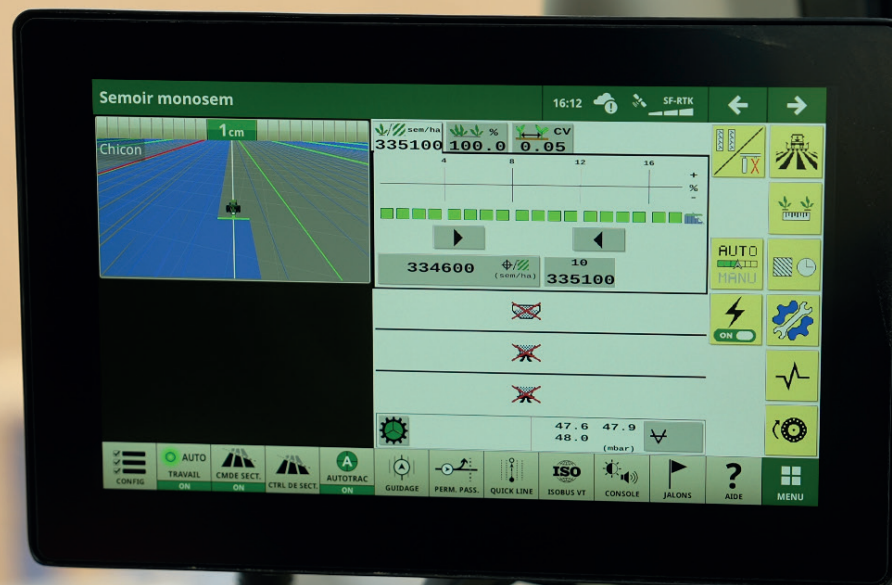 Semoir monosem
16:12
SF-RTK
1 cm
Chicon
sem/ha
335100
%
100.0
CV
0.05
4 8 12 16
+
%
-
334600
(sem/ha)
10
335100
AUTO
MANU
ON
47.6 47.9
48.0
(mbar)
CONFIG
AUTO
TRAVAIL
ON
CMDE SECT.
ON
CTRL DE SECT.
A
AUTOTRAC
ON
GUIDAGE
PERM. PASS.
QUICK LINE
ISO
ISOBUS VT
CONSOLE
JALONS
?
AIDE
MENU